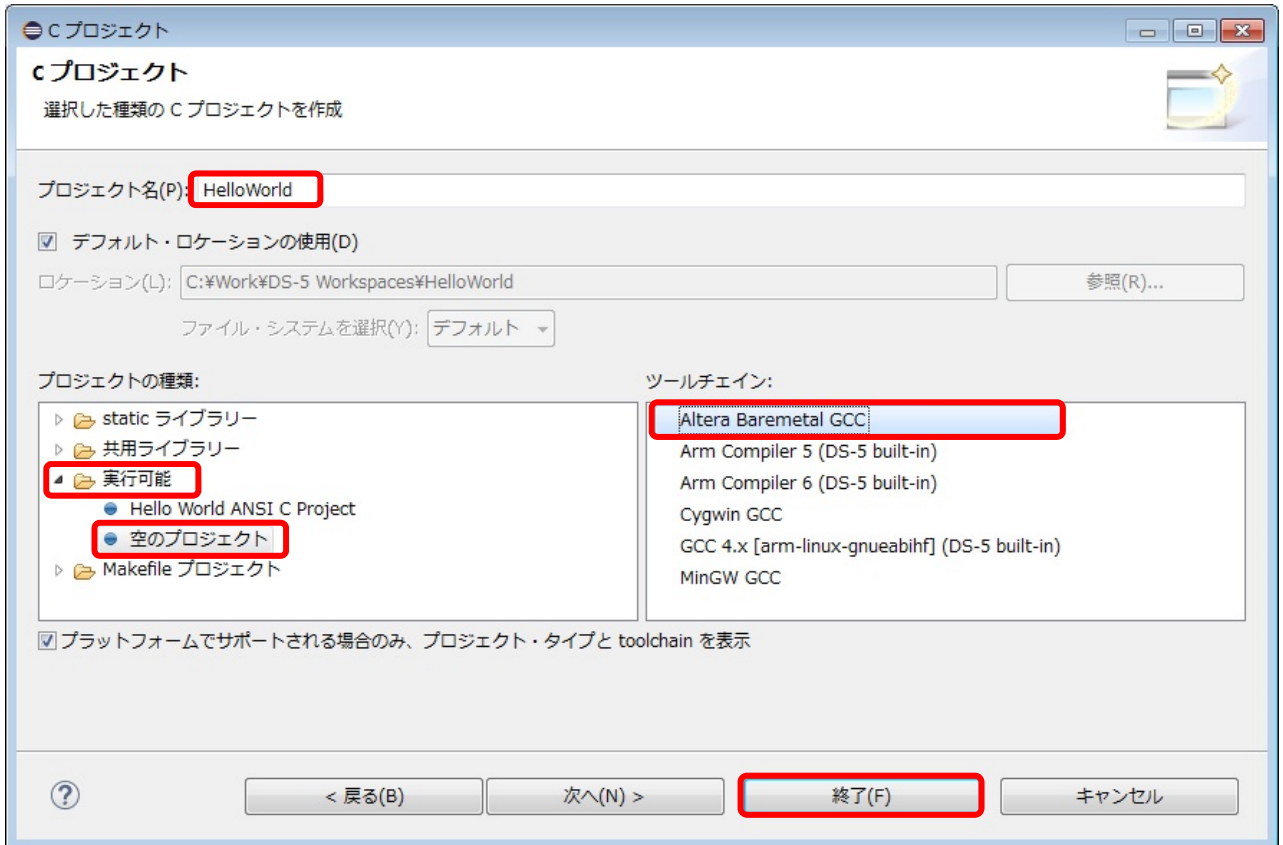 C プロジェクト
C プロジェクト
選択した種類の C プロジェクトを作成
プロジェクト名(P): HelloWorld
デフォルト・ロケーションの使用(D)
ロケーション(L): C:¥Work¥DS-5 Workspaces¥HelloWorld 参照(R)...
ファイル・システムを選択(Y): デフォルト
プロジェクトの種類:
static ライブラリー
共用ライブラリー
実行可能
Hello World ANSI C Project
空のプロジェクト
Makefile プロジェクト
ツールチェイン:
Altera Baremetal GCC
Arm Compiler 5 (DS-5 built-in)
Arm Compiler 6 (DS-5 built-in)
Cygwin GCC
GCC 4.x [arm-linux-gnueabihf] (DS-5 built-in)
MinGW GCC
プラットフォームでサポートされる場合のみ、プロジェクト・タイプと toolchain を表示
? < 戻る(B) 次へ(N) > 終了(F) キャンセル